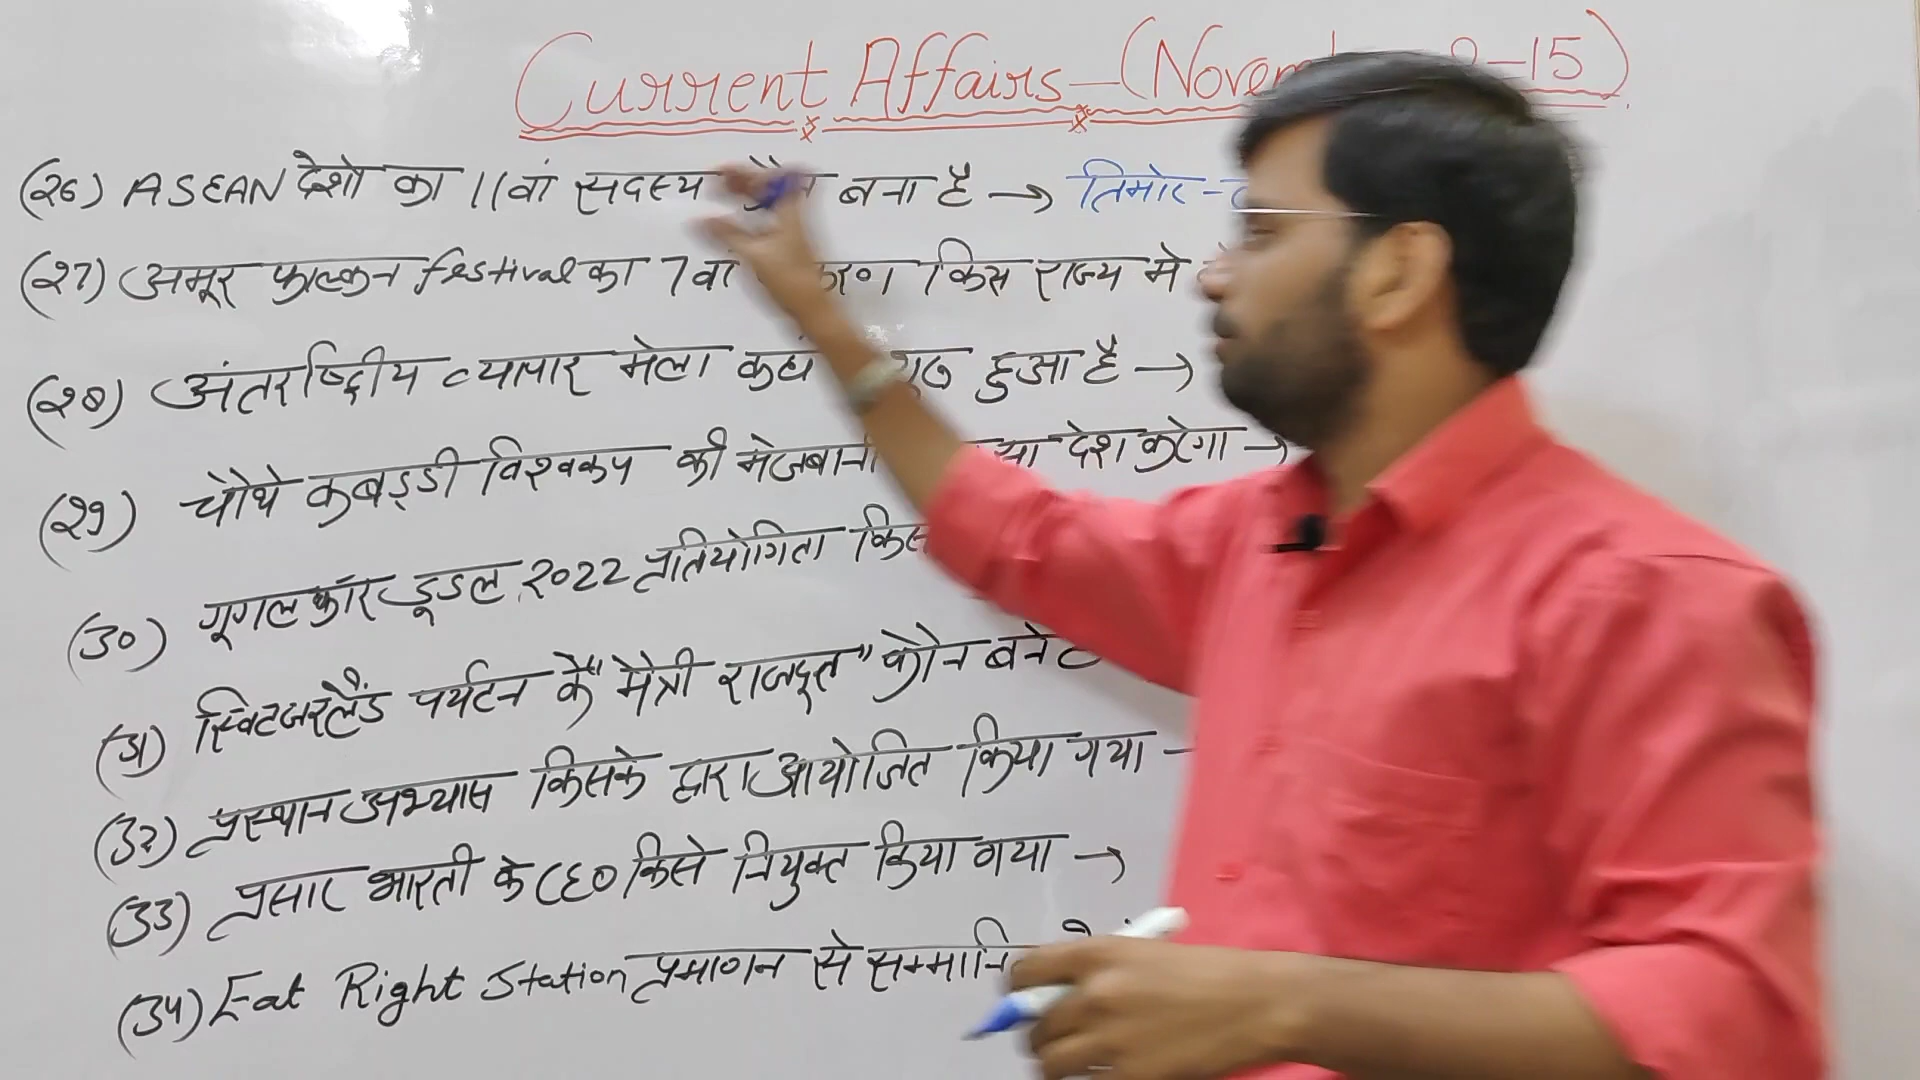 Current Affairs - (Novem -15)
(26) ASEAN देशो का 11वां सदस्य बना है → तिमोर-
(27) अमूर फाल्कन festival का 7वां किस राज्य मे
(28) अंतर्राष्ट्रीय व्यापार मेला कहां शुरू हुआ है →
(29) चौथे कबड्डी विश्वकप की मेजबानी सा देश करेगा →
(30) गूगल फॉर डूडल 2022 प्रतियोगिता किस
(31) स्विटजरलैंड पर्यटन के "मैत्री राजदूत" कौन बने
(32) प्रस्थान अभ्यास किसके द्वारा आयोजित किया गया -
(33) प्रसार भारती के CEO किसे नियुक्त किया गया →
(34) Eat Right Station प्रमाणन से सम्मानि